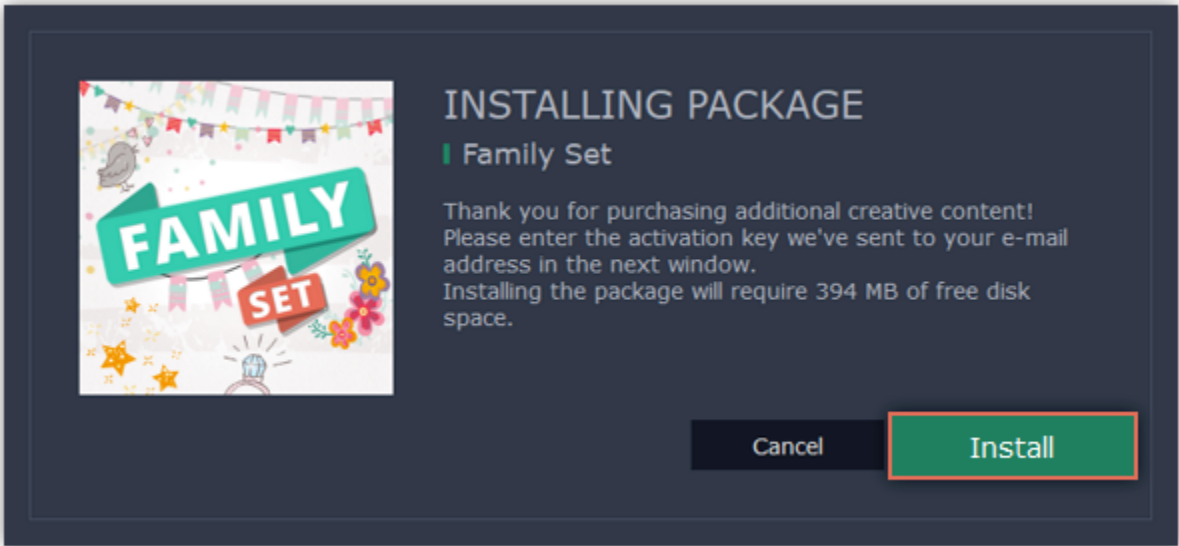 FAMILY
SET
INSTALLING PACKAGE
Family Set
Thank you for purchasing additional creative content!
Please enter the activation key we've sent to your e-mail
address in the next window.
Installing the package will require 394 MB of free disk
space.
Cancel
Install